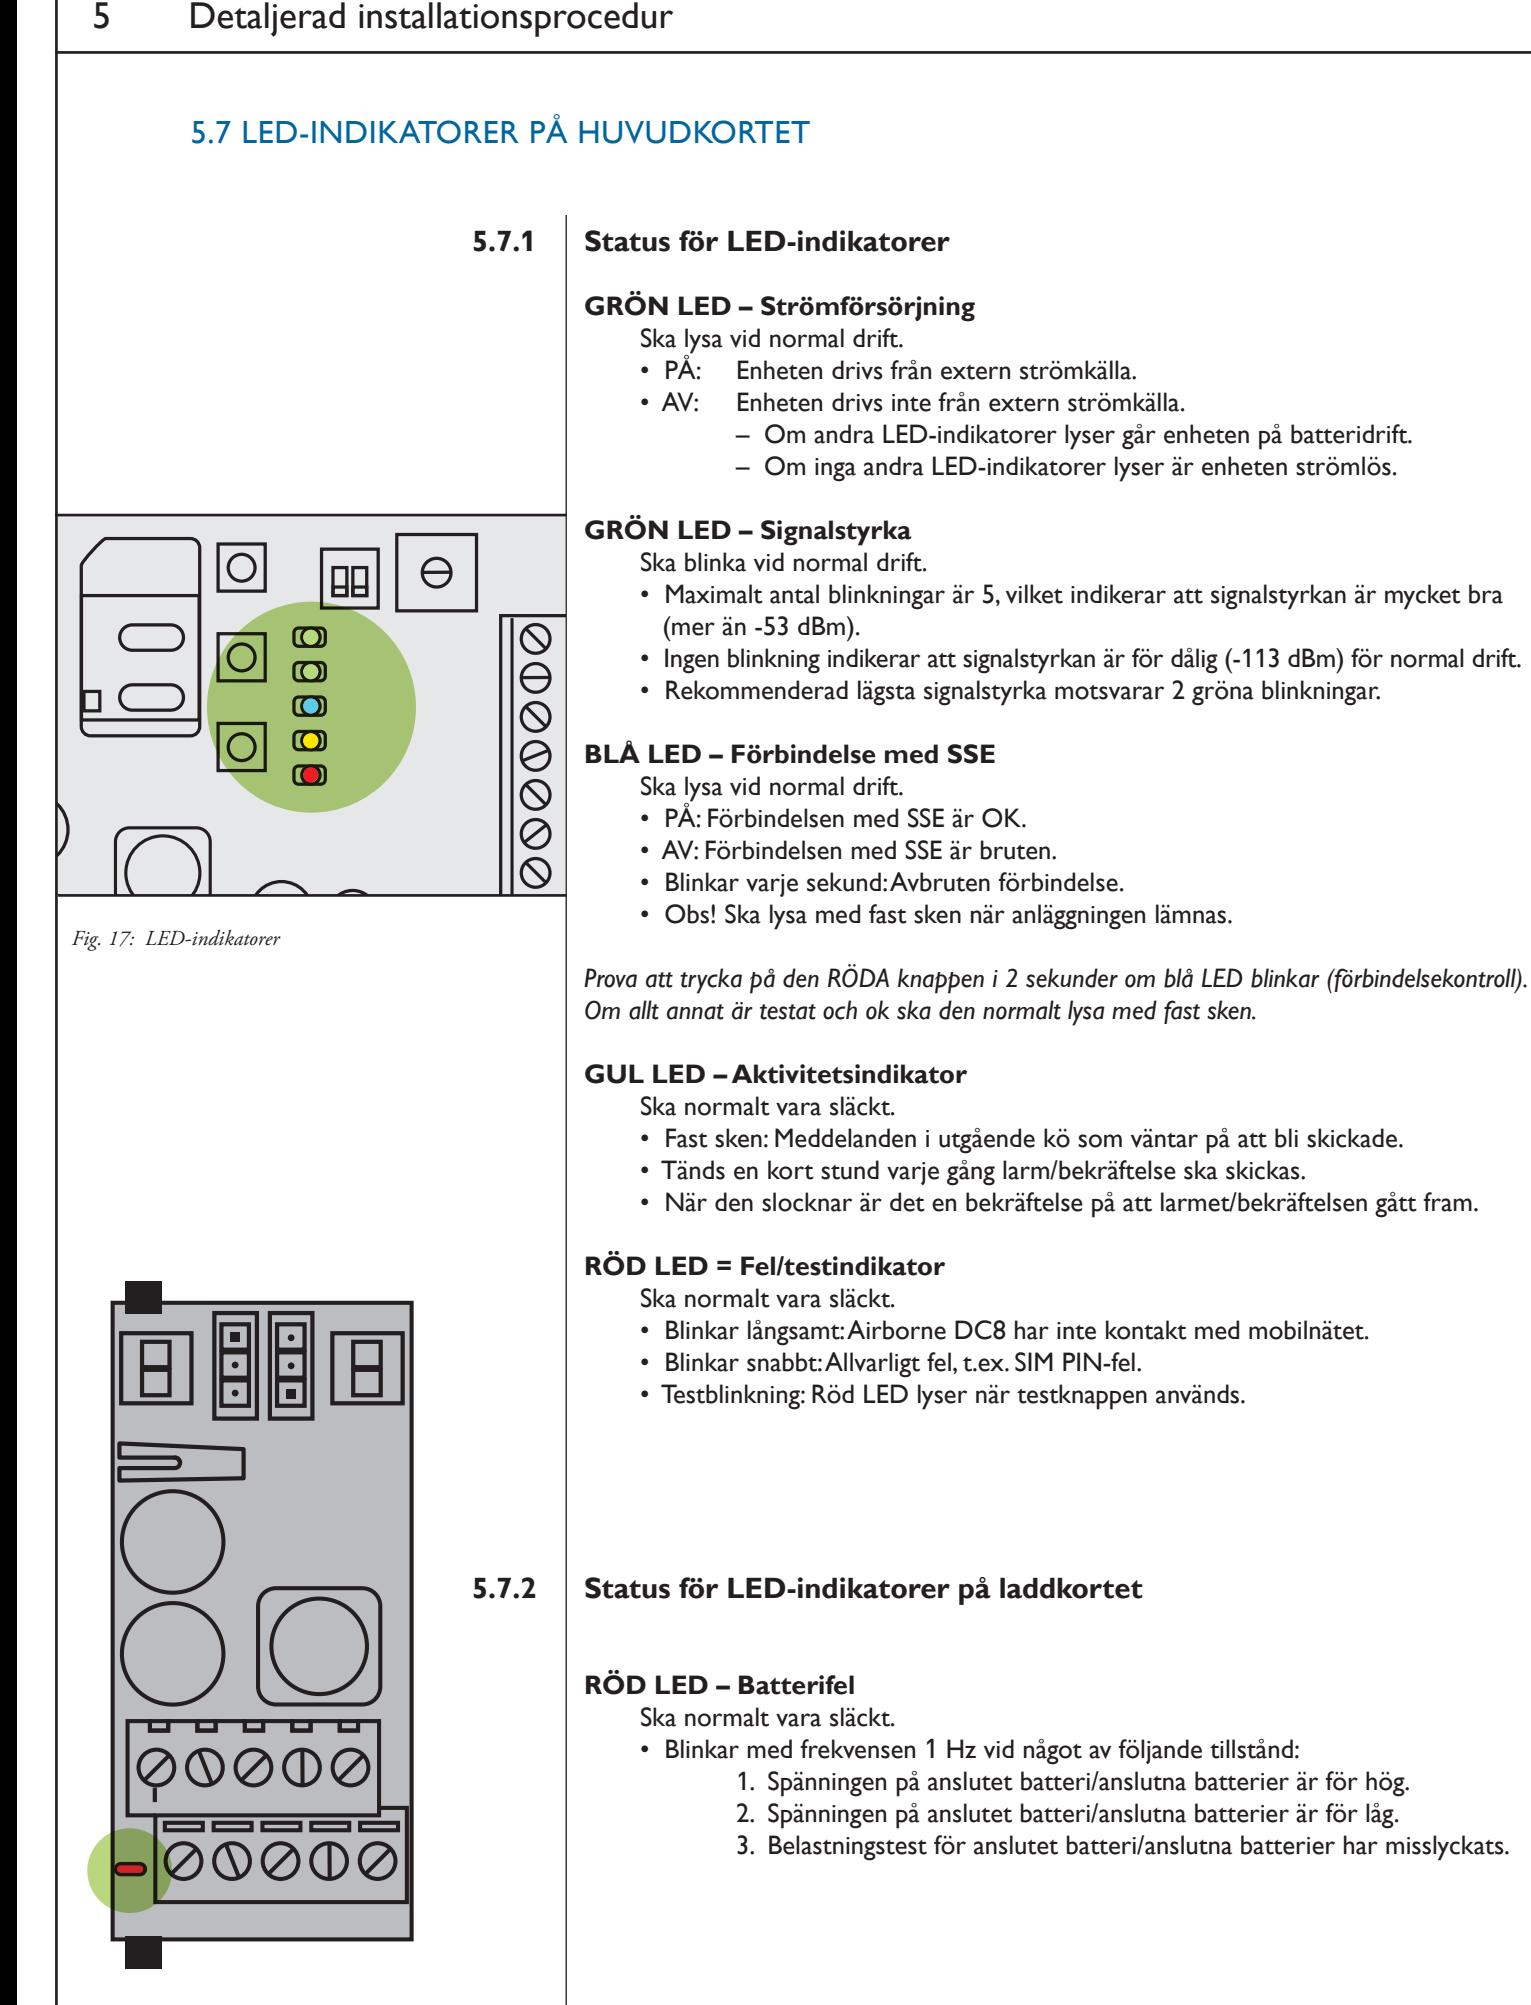 5 Detaljerad installationsprocedur
5.7 LED-INDIKATORER PÅ HUVUDKORTET
5.7.1 Status för LED-indikatorer
GRÖN LED – Strömförsörjning
Ska lysa vid normal drift.
• PÅ: Enheten drivs från extern strömkälla.
• AV: Enheten drivs inte från extern strömkälla.
– Om andra LED-indikatorer lyser går enheten på batteridrift.
– Om inga andra LED-indikatorer lyser är enheten strömlös.
GRÖN LED – Signalstyrka
Ska blinka vid normal drift.
• Maximalt antal blinkningar är 5, vilket indikerar att signalstyrkan är mycket bra
(mer än -53 dBm).
• Ingen blinkning indikerar att signalstyrkan är för dålig (-113 dBm) för normal drift.
• Rekommenderad lägsta signalstyrka motsvarar 2 gröna blinkningar.
BLÅ LED – Förbindelse med SSE
Ska lysa vid normal drift.
• PÅ: Förbindelsen med SSE är OK.
• AV: Förbindelsen med SSE är bruten.
• Blinkar varje sekund: Avbruten förbindelse.
• Obs! Ska lysa med fast sken när anläggningen lämnas.
Fig. 17: LED-indikatorer
Prova att trycka på den RÖDA knappen i 2 sekunder om blå LED blinkar (förbindelsekontroll).
Om allt annat är testat och ok ska den normalt lysa med fast sken.
GUL LED – Aktivitetsindikator
Ska normalt vara släckt.
• Fast sken: Meddelanden i utgående kö som väntar på att bli skickade.
• Tänds en kort stund varje gång larm/bekräftelse ska skickas.
• När den slocknar är det en bekräftelse på att larmet/bekräftelsen gått fram.
RÖD LED = Fel/testindikator
Ska normalt vara släckt.
• Blinkar långsamt: Airborne DC8 har inte kontakt med mobilnätet.
• Blinkar snabbt: Allvarligt fel, t.ex. SIM PIN-fel.
• Testblinkning: Röd LED lyser när testknappen används.
5.7.2 Status för LED-indikatorer på laddkortet
RÖD LED – Batterifel
Ska normalt vara släckt.
• Blinkar med frekvensen 1 Hz vid något av följande tillstånd:
1. Spänningen på anslutet batteri/anslutna batterier är för hög.
2. Spänningen på anslutet batteri/anslutna batterier är för låg.
3. Belastningstest för anslutet batteri/anslutna batterier har misslyckats.